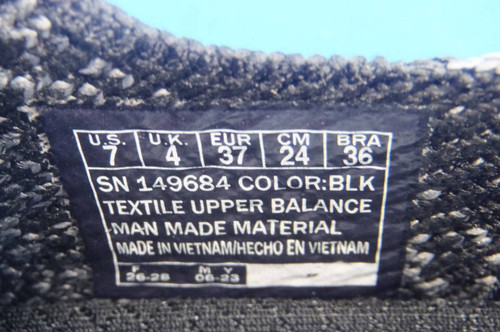 U.S. U.K. EUR CM BRA
7 4 37 24 36
SN 149684 COLOR:BLK
TEXTILE UPPER BALANCE
MAN MADE MATERIAL
MADE IN VIETNAM/HECHO EN VIETNAM
F M Y
26-28 06-23